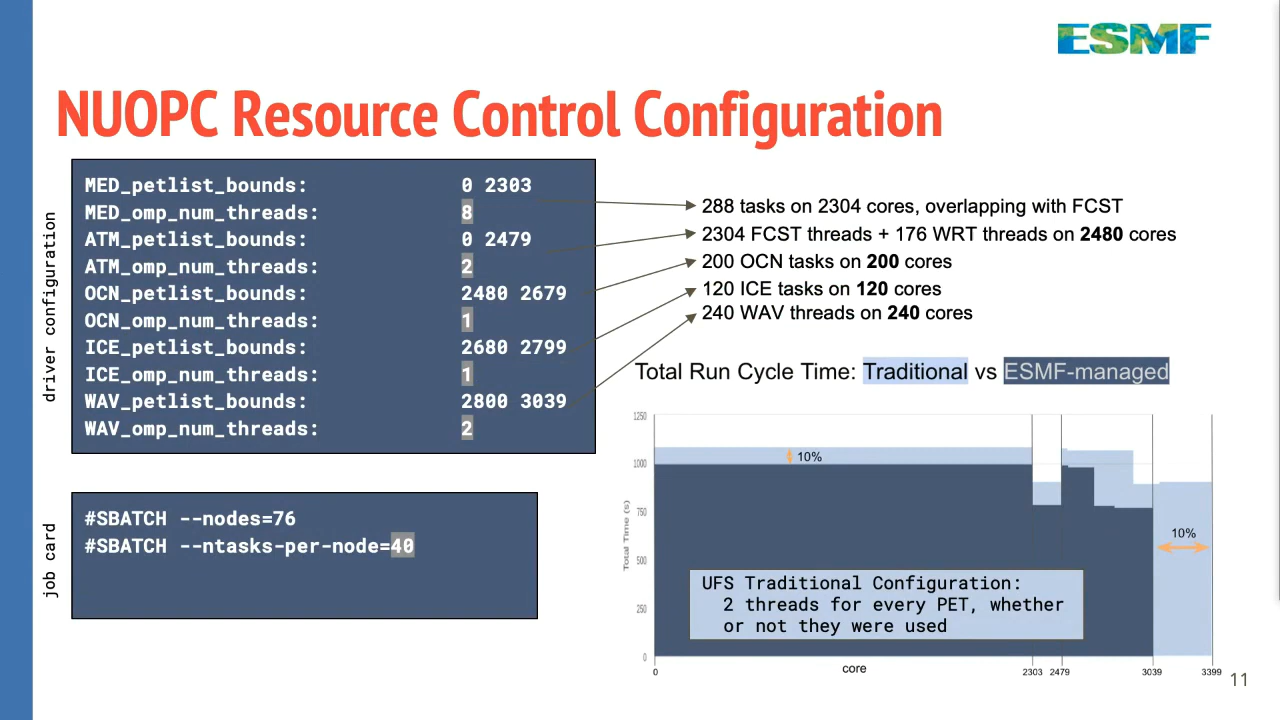 ESMF
NUOPC Resource Control Configuration
driver configuration
MED_petlist_bounds: 0 2303
MED_omp_num_threads: 8
ATM_petlist_bounds: 0 2479
ATM_omp_num_threads: 2
OCN_petlist_bounds: 2480 2679
OCN_omp_num_threads: 1
ICE_petlist_bounds: 2680 2799
ICE_omp_num_threads: 1
WAV_petlist_bounds: 2800 3039
WAV_omp_num_threads: 2
288 tasks on 2304 cores, overlapping with FCST
2304 FCST threads + 176 WRT threads on 2480 cores
200 OCN tasks on 200 cores
120 ICE tasks on 120 cores
240 WAV threads on 240 cores
job card
#SBATCH --nodes=76
#SBATCH --ntasks-per-node=40
Total Run Cycle Time: Traditional vs ESMF-managed
Total Time (s)
1250
1000
750
500
250
0
10%
10%
UFS Traditional Configuration:
2 threads for every PET, whether
or not they were used
0 2303 2479 3039 3399
core
11